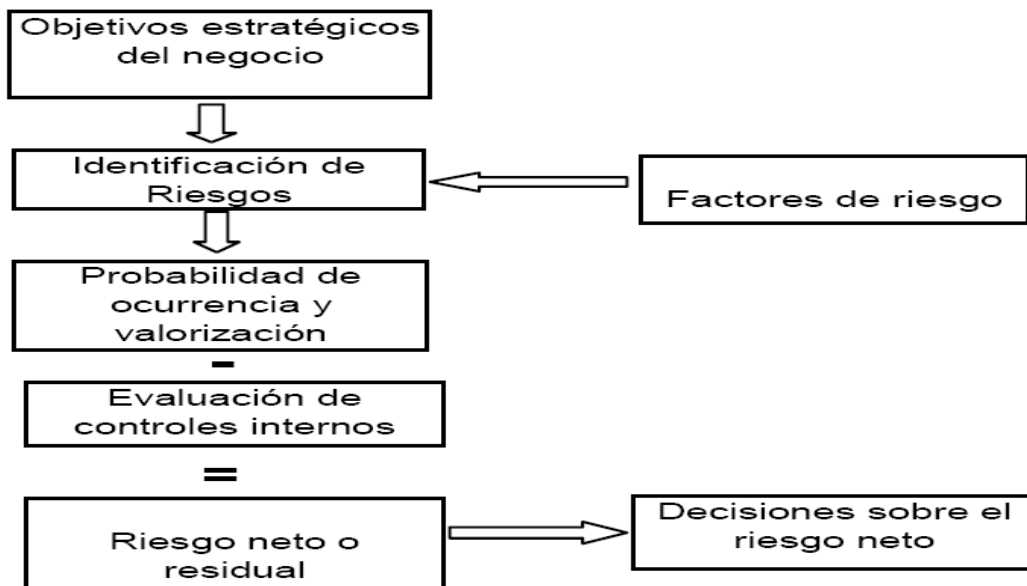 Objetivos estratégicos
del negocio
Identificación de
Riesgos
Factores de riesgo
Probabilidad de
ocurrencia y
valorización
-
Evaluación de
controles internos
=
Riesgo neto o
residual
Decisiones sobre el
riesgo neto